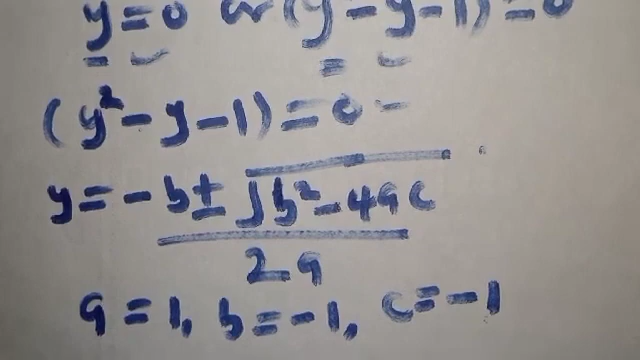 y = 0 or (y² - y - 1) = 0
(y² - y - 1) = 0
y = -b ± √b² - 4ac
2a
a = 1, b = -1, c = -1